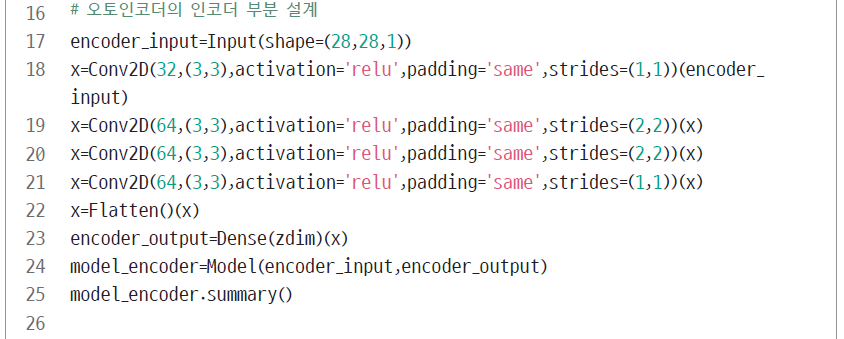 16 # 오토인코더의 인코더 부분 설계
17 encoder_input=Input(shape=(28,28,1))
18 x=Conv2D(32,(3,3),activation='relu',padding='same',strides=(1,1))(encoder_
input)
19 x=Conv2D(64,(3,3),activation='relu',padding='same',strides=(2,2))(x)
20 x=Conv2D(64,(3,3),activation='relu',padding='same',strides=(2,2))(x)
21 x=Conv2D(64,(3,3),activation='relu',padding='same',strides=(1,1))(x)
22 x=Flatten()(x)
23 encoder_output=Dense(zdim)(x)
24 model_encoder=Model(encoder_input,encoder_output)
25 model_encoder.summary()
26